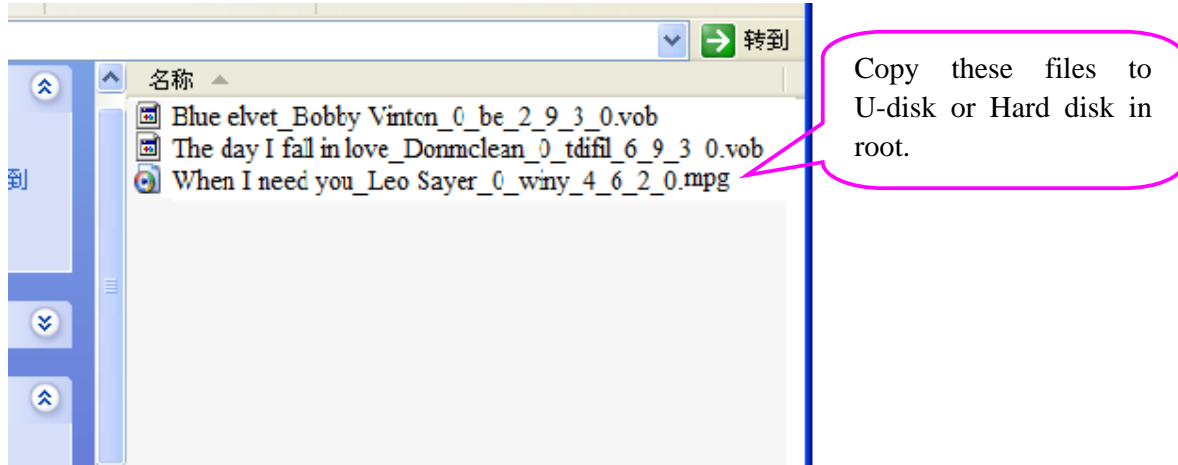 转到
名称
Blue elvet_Bobby Vinton_0_be_2_9_3_0.vob
The day I fall in love_Donmclean_0_tdifil_6_9_3_0.vob
When I need you_Leo Sayer_0_winy_4_6_2_0.mpg
到
Copy these files to
U-disk or Hard disk in
root.